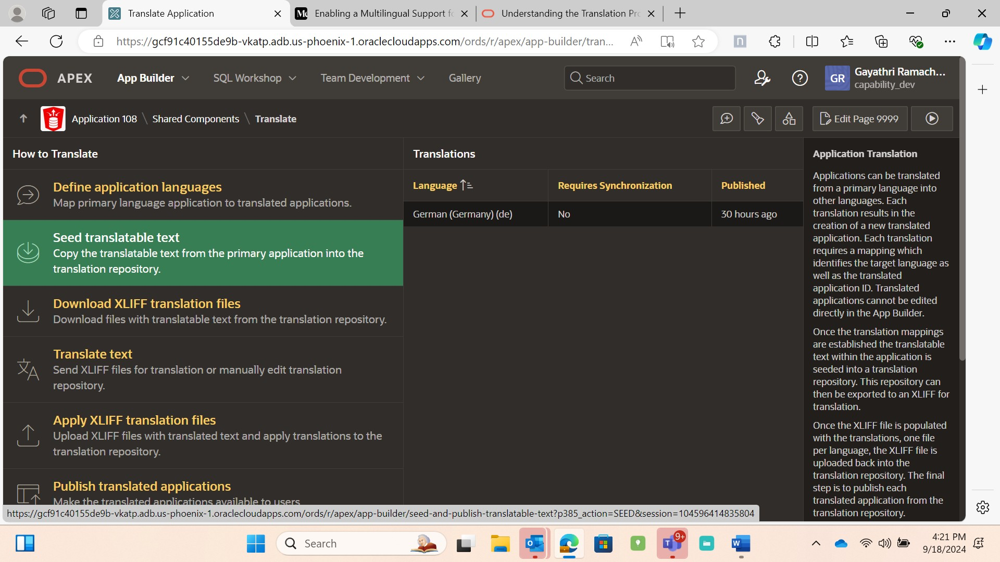 Translate Application
Enabling a Multilingual Support fo
Understanding the Translation Pro
https://gcf91c40155de9b-vkatp.adb.us-phoenix-1.oraclecloudapps.com/ords/r/apex/app-builder/tran...
APEX
App Builder
SQL Workshop
Team Development
Gallery
Search
GR
Gayathri Ramach...
capability_dev
Application 108 \ Shared Components \ Translate
Edit Page 9999
How to Translate
Define application languages
Map primary language application to translated applications.
Seed translatable text
Copy the translatable text from the primary application into the
translation repository.
Download XLIFF translation files
Download files with translatable text from the translation repository.
Translate text
Send XLIFF files for translation or manually edit translation
repository.
Apply XLIFF translation files
Upload XLIFF files with translated text and apply translations to the
translation repository.
Publish translated applications
Make the translated applications available to users
Translations
Language
Requires Synchronization
Published
German (Germany) (de)
No
30 hours ago
Application Translation
Applications can be translated
from a primary language into
other languages. Each
translation results in the
creation of a new translated
application. Each translation
requires a mapping which
identifies the target language as
well as the translated
application ID. Translated
applications cannot be edited
directly in the App Builder.
Once the translation mappings
are established the translatable
text within the application is
seeded into a translation
repository. This repository can
then be exported to an XLIFF for
translation.
Once the XLIFF file is populated
with the translations, one file
per language, the XLIFF file is
uploaded back into the
translation repository. The final
step is to publish each
translated application from the
translation repository.
https://gcf91c40155de9b-vkatp.adb.us-phoenix-1.oraclecloudapps.com/ords/r/apex/app-builder/seed-and-publish-translatable-text?p385_action=SEED&session=104596414835804
Search
9+
4:21 PM
9/18/2024